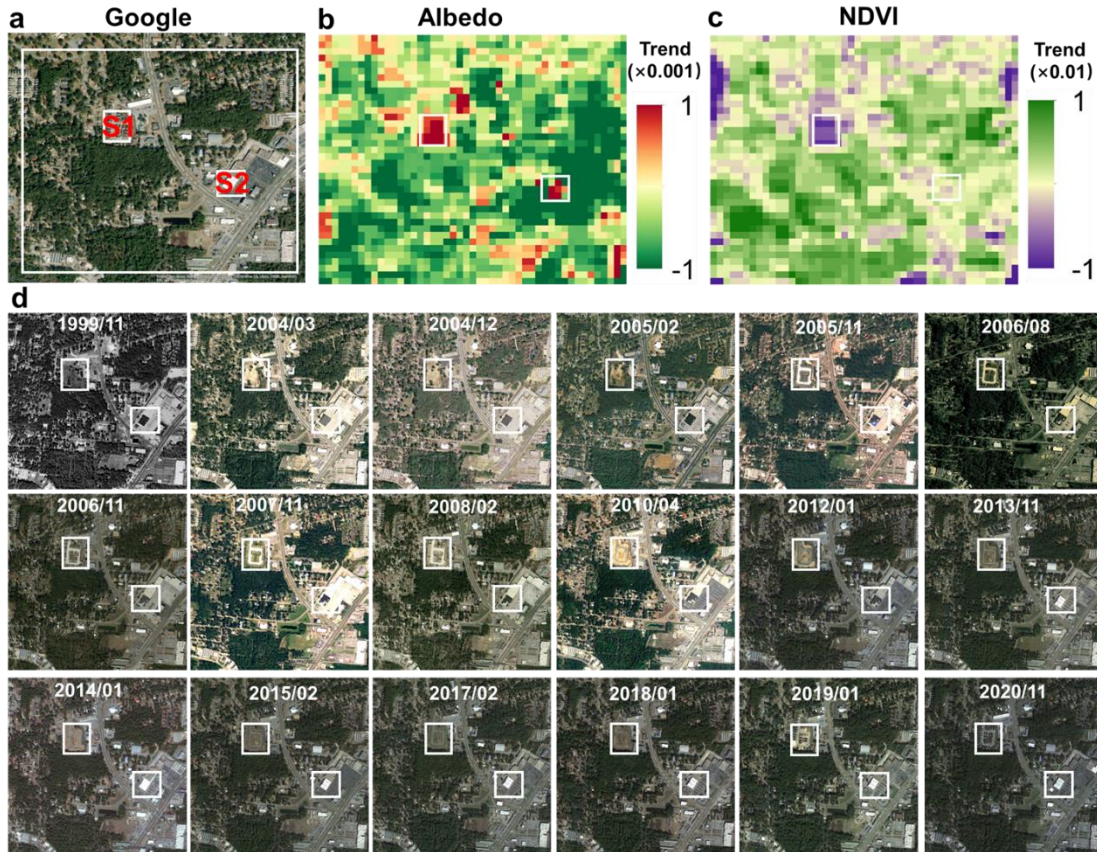 a Google
b Albedo
c NDVI
S1
S2
Trend
(×0.001)
1
-1
Trend
(×0.01)
1
-1
d
1999/11 2004/03 2004/12 2005/02 2005/11 2006/08
2006/11 2007/11 2008/02 2010/04 2012/01 2013/11
2014/01 2015/02 2017/02 2018/01 2019/01 2020/11